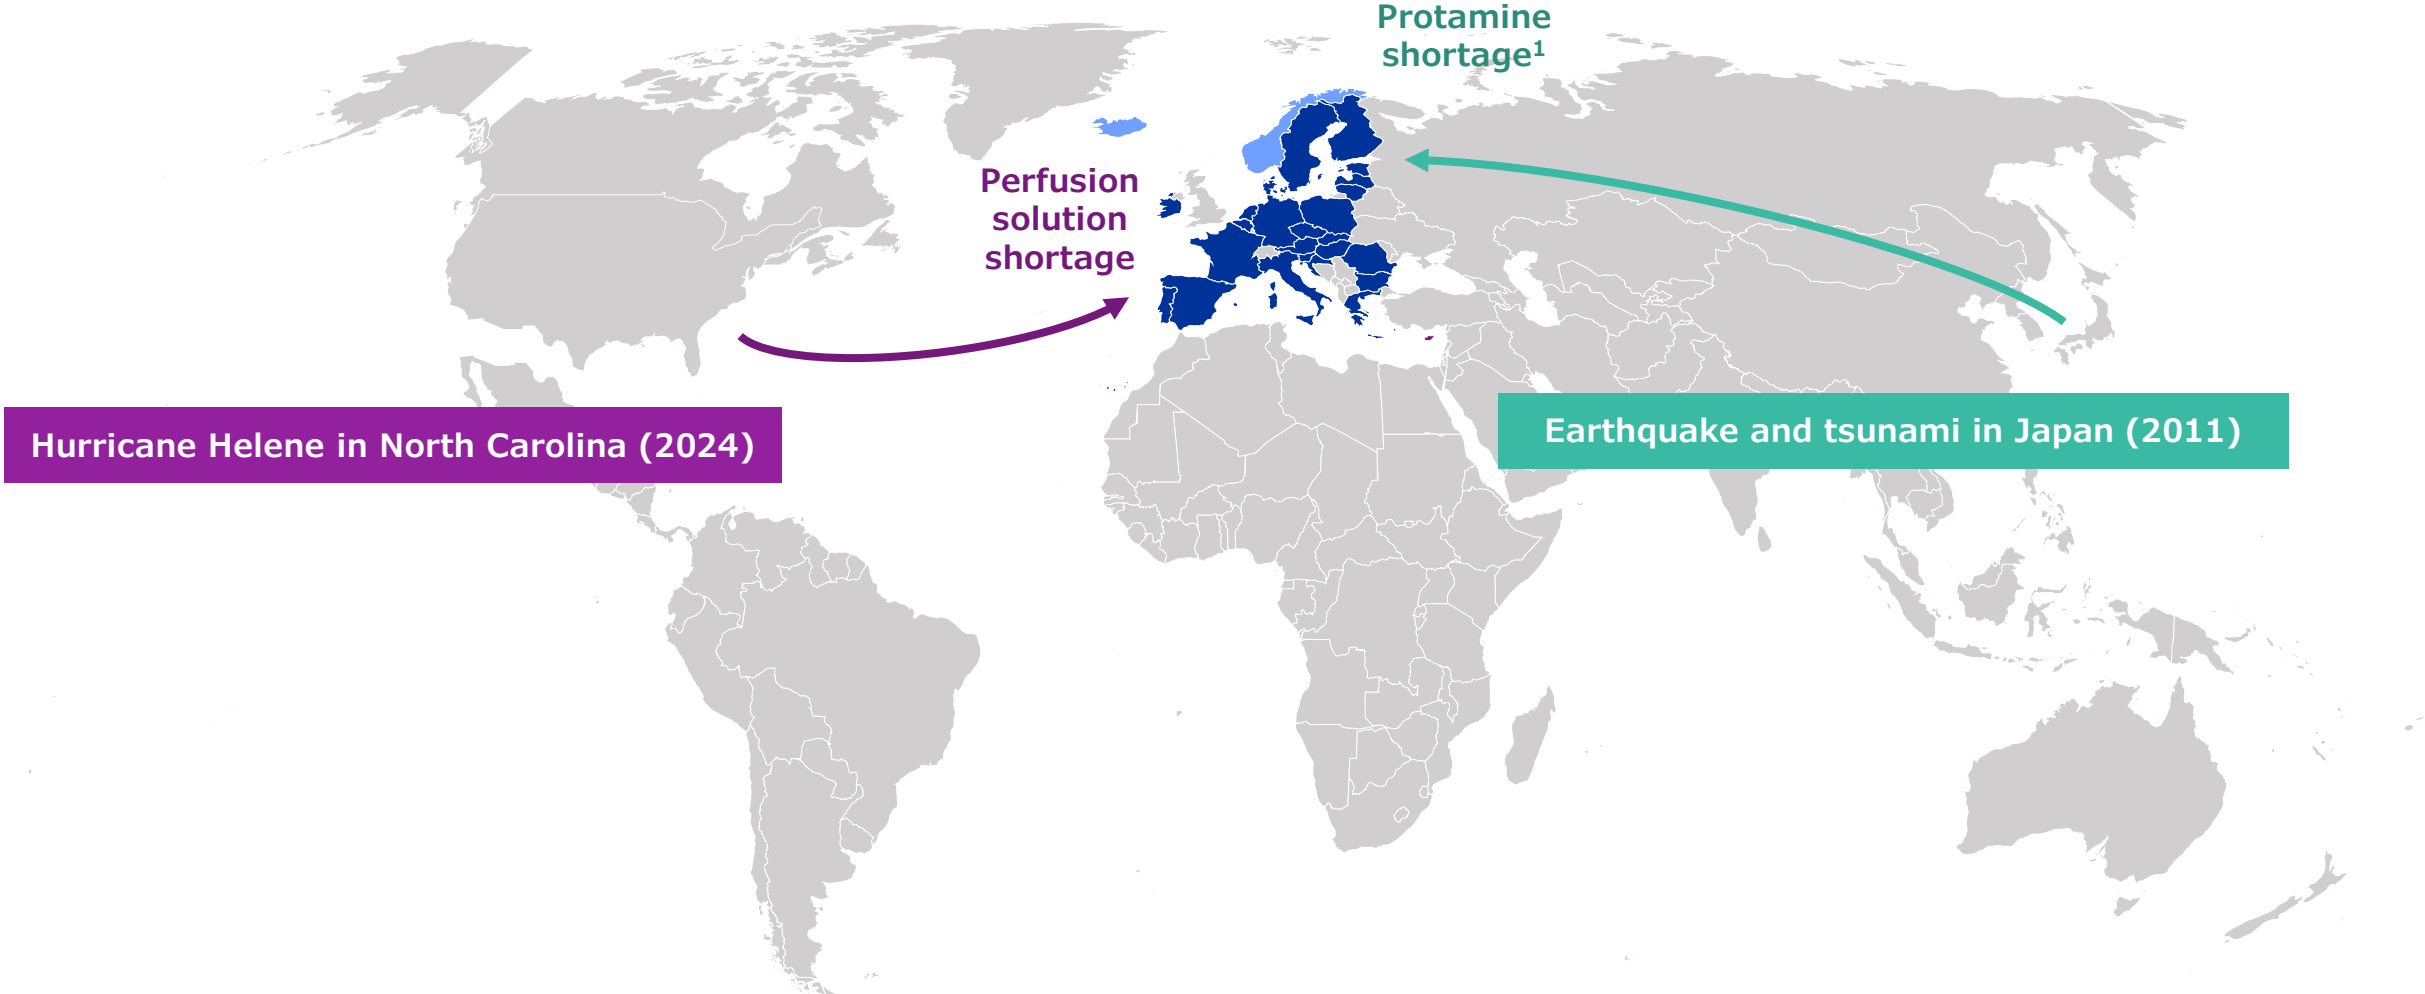 Protamine
shortage¹
Perfusion
solution
shortage
Hurricane Helene in North Carolina (2024)
Earthquake and tsunami in Japan (2011)